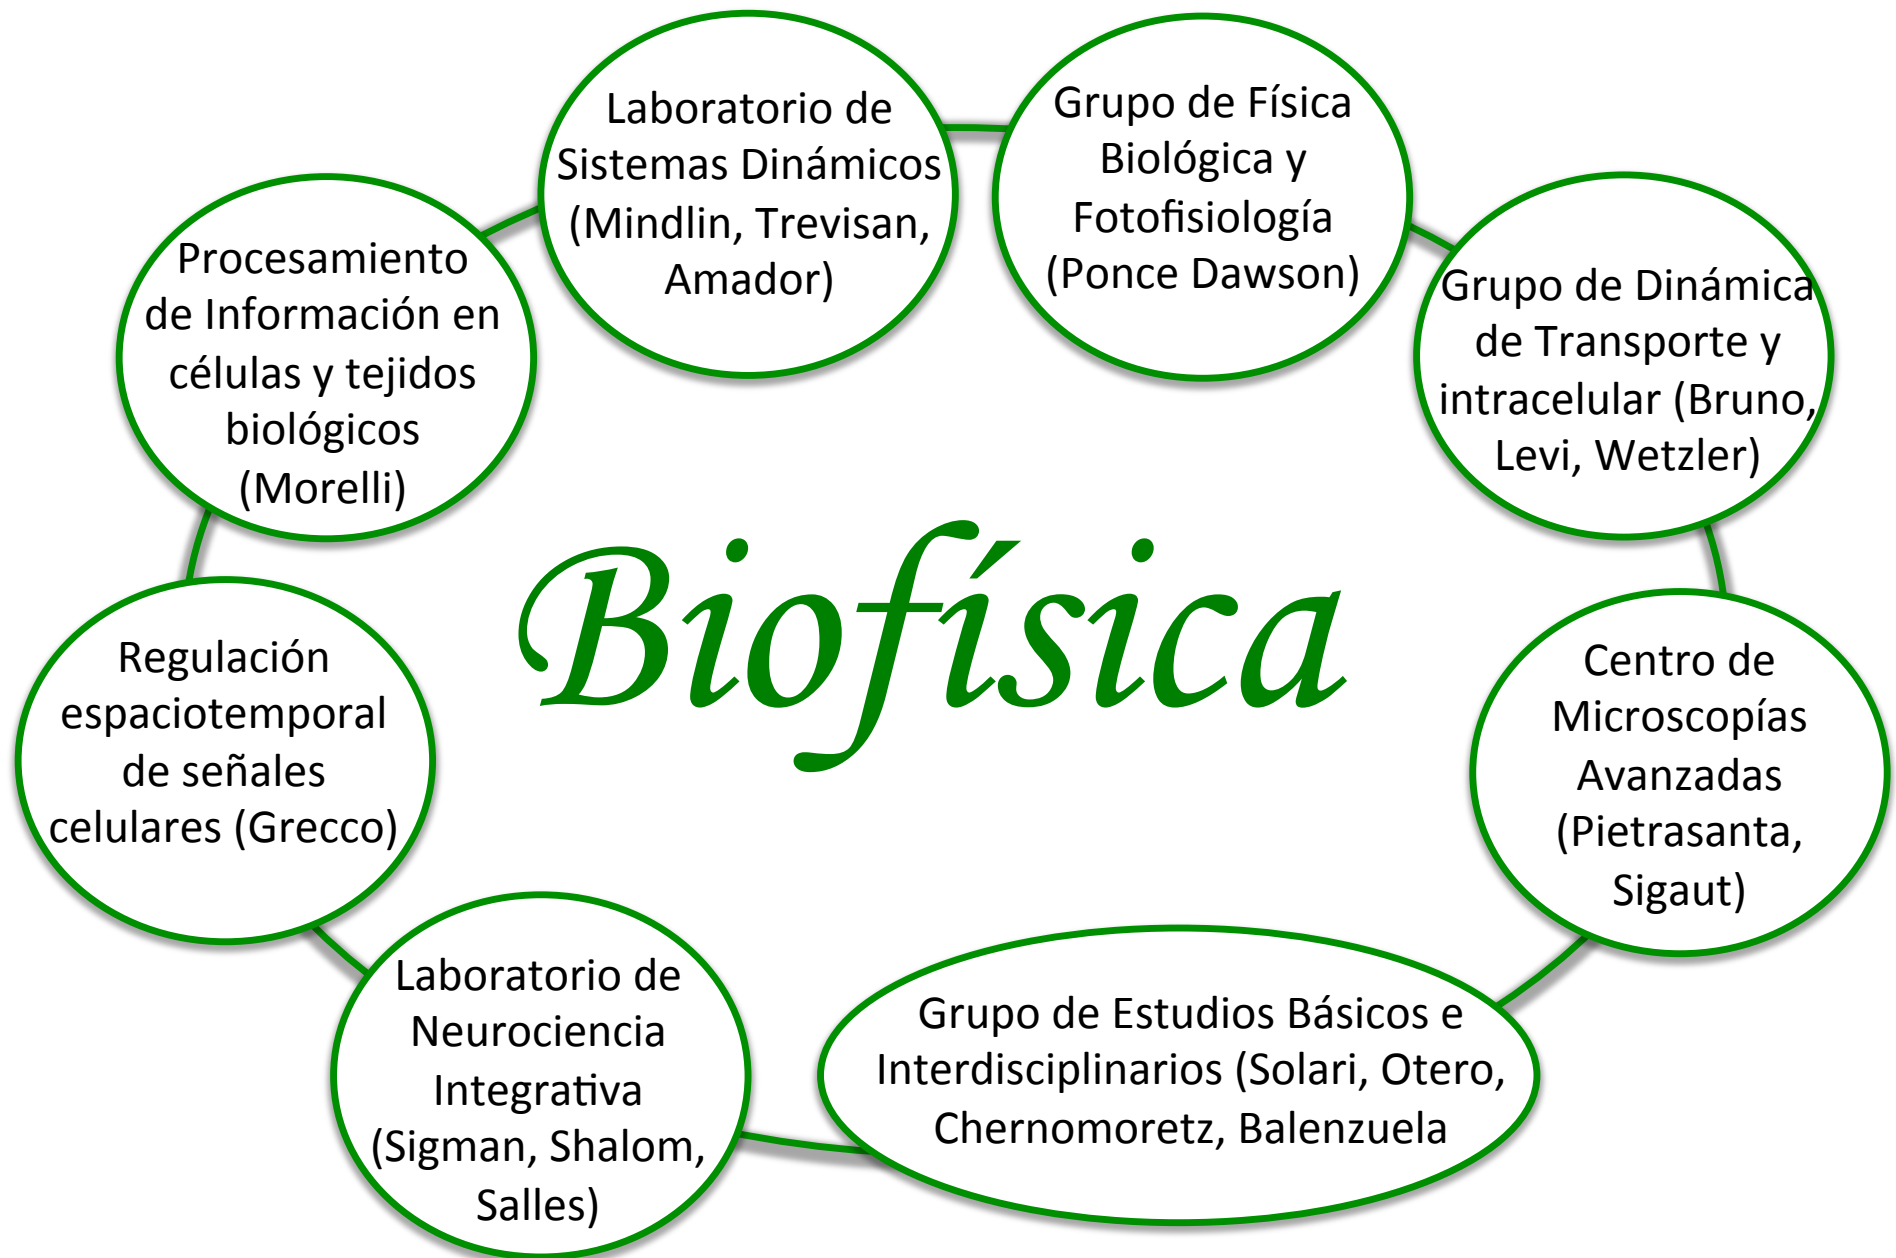 Laboratorio de
Sistemas Dinámicos
(Mindlin, Trevisan,
Amador)
Grupo de Física
Biológica y
Fotofisiología
(Ponce Dawson)
Grupo de Dinámica
de Transporte y
intracelular (Bruno,
Levi, Wetzler)
Centro de
Microscopías
Avanzadas
(Pietrasanta,
Sigaut)
Grupo de Estudios Básicos e
Interdisciplinarios (Solari, Otero,
Chernomoretz, Balenzuela
Laboratorio de
Neurociencia
Integrativa
(Sigman, Shalom,
Salles)
Regulación
espaciotemporal
de señales
celulares (Grecco)
Procesamiento
de Información en
células y tejidos
biológicos
(Morelli)
Biofísica